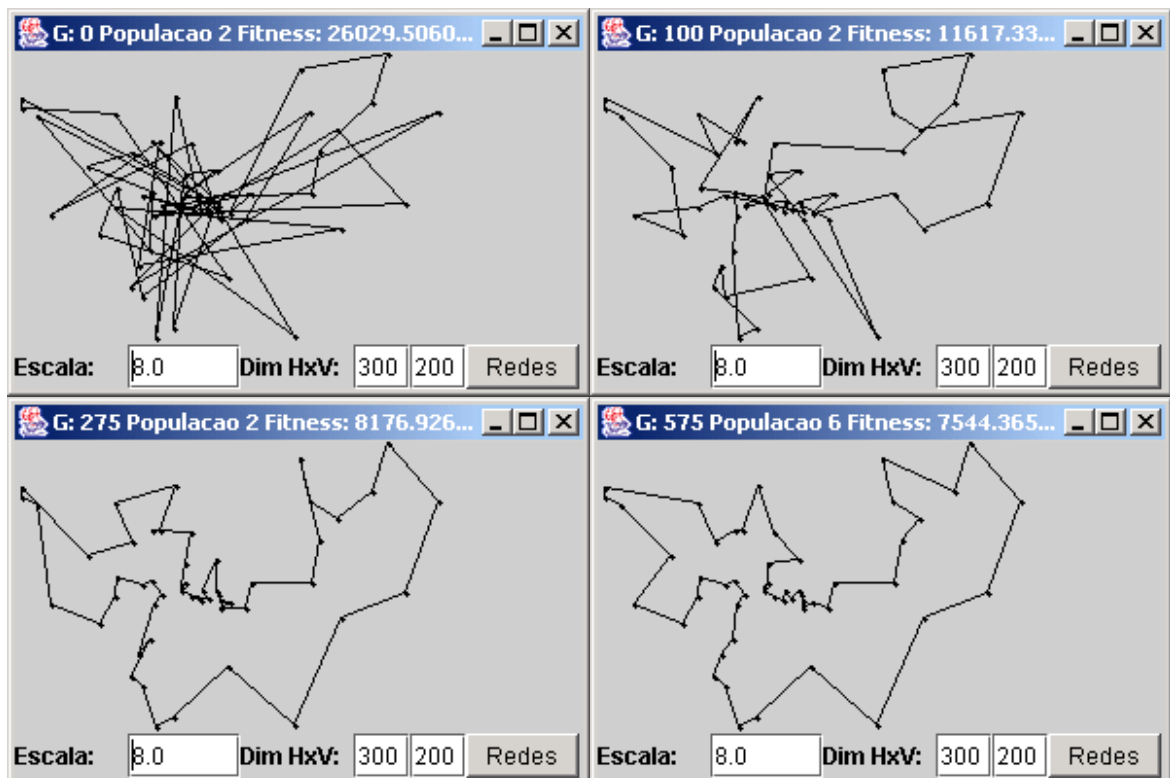 G: 0 Populacao 2 Fitness: 26029.5060...
G: 100 Populacao 2 Fitness: 11617.33...
Escala: 8.0 Dim HxV: 300 200 Redes
Escala: 8.0 Dim HxV: 300 200 Redes
G: 275 Populacao 2 Fitness: 8176.926...
G: 575 Populacao 6 Fitness: 7544.365...
Escala: 8.0 Dim HxV: 300 200 Redes
Escala: 8.0 Dim HxV: 300 200 Redes